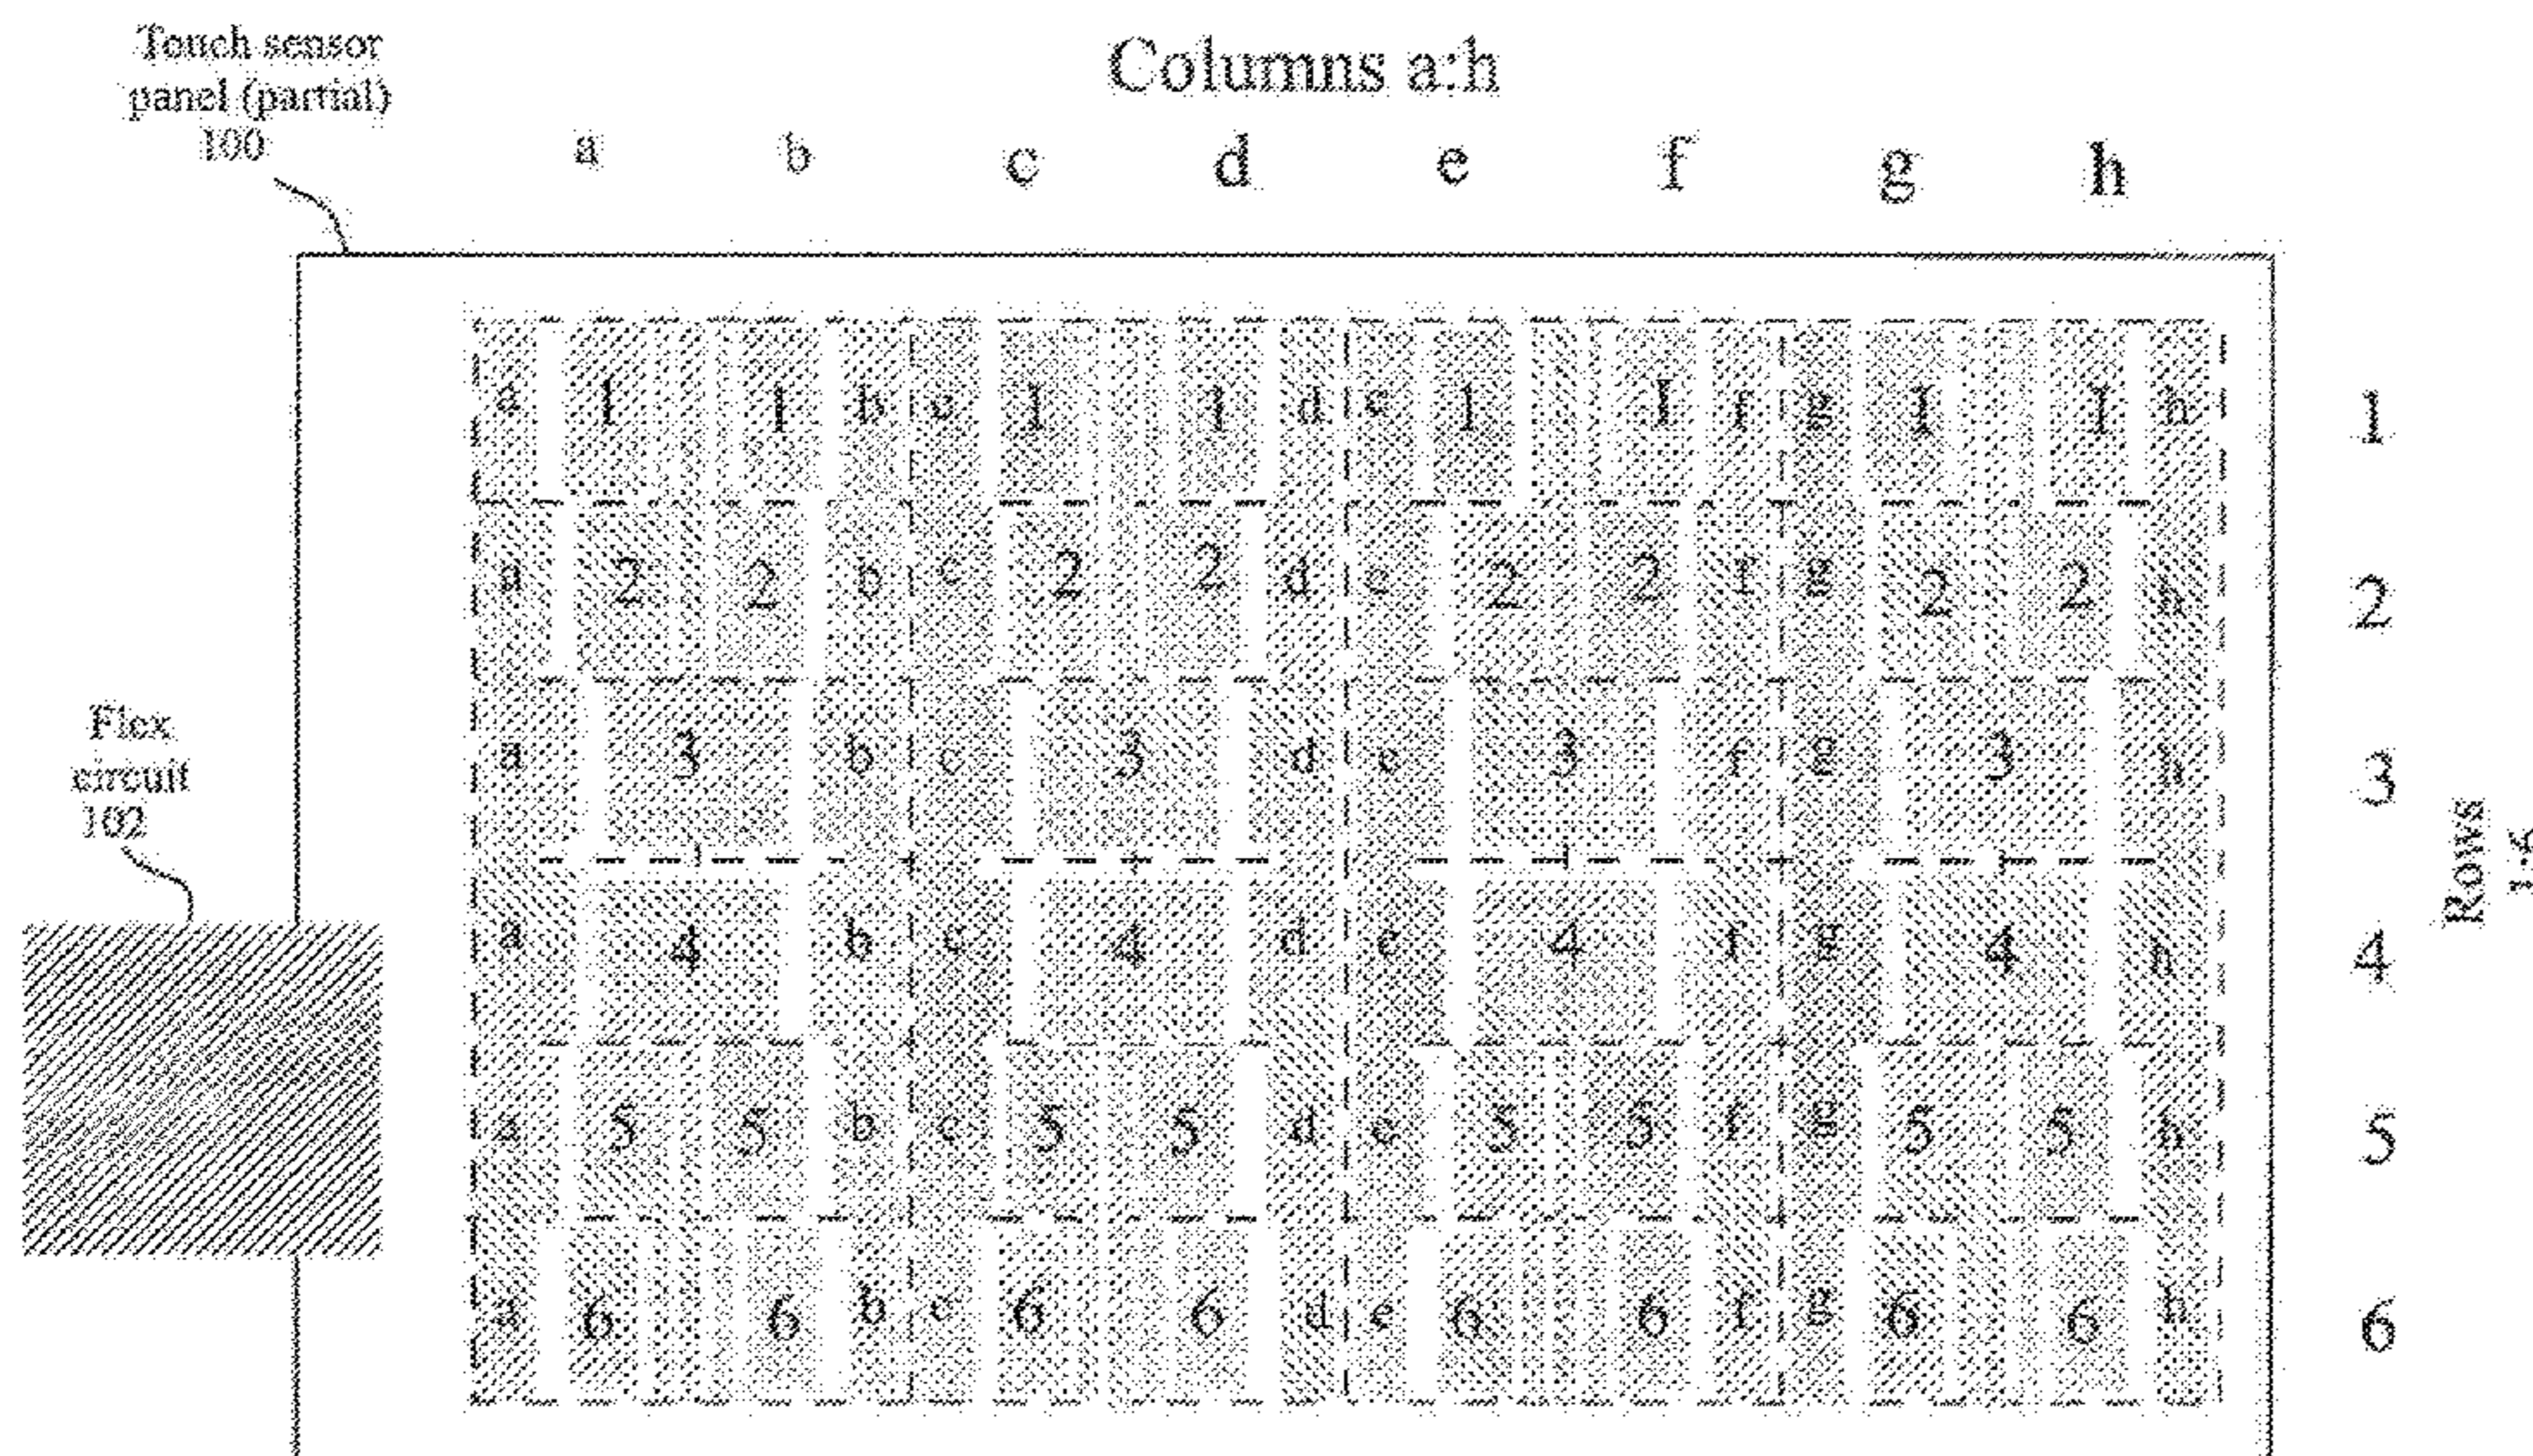 Touch sensor
panel (partial)
100
Columns a:h
a b c d e f g h
a 1 1 b c 1 1 d e 1 1 f g 1 1 h 1
a 2 2 b c 2 2 d e 2 2 f g 2 2 h 2
a 3 b c 3 d e 3 f g 3 h 3
a 4 b c 4 d e 4 f g 4 h 4
a 5 5 b c 5 5 d e 5 5 f g 5 5 h 5
a 6 6 b c 6 6 d e 6 6 f g 6 6 h 6
Flex
circuit
102
Rows
1:6